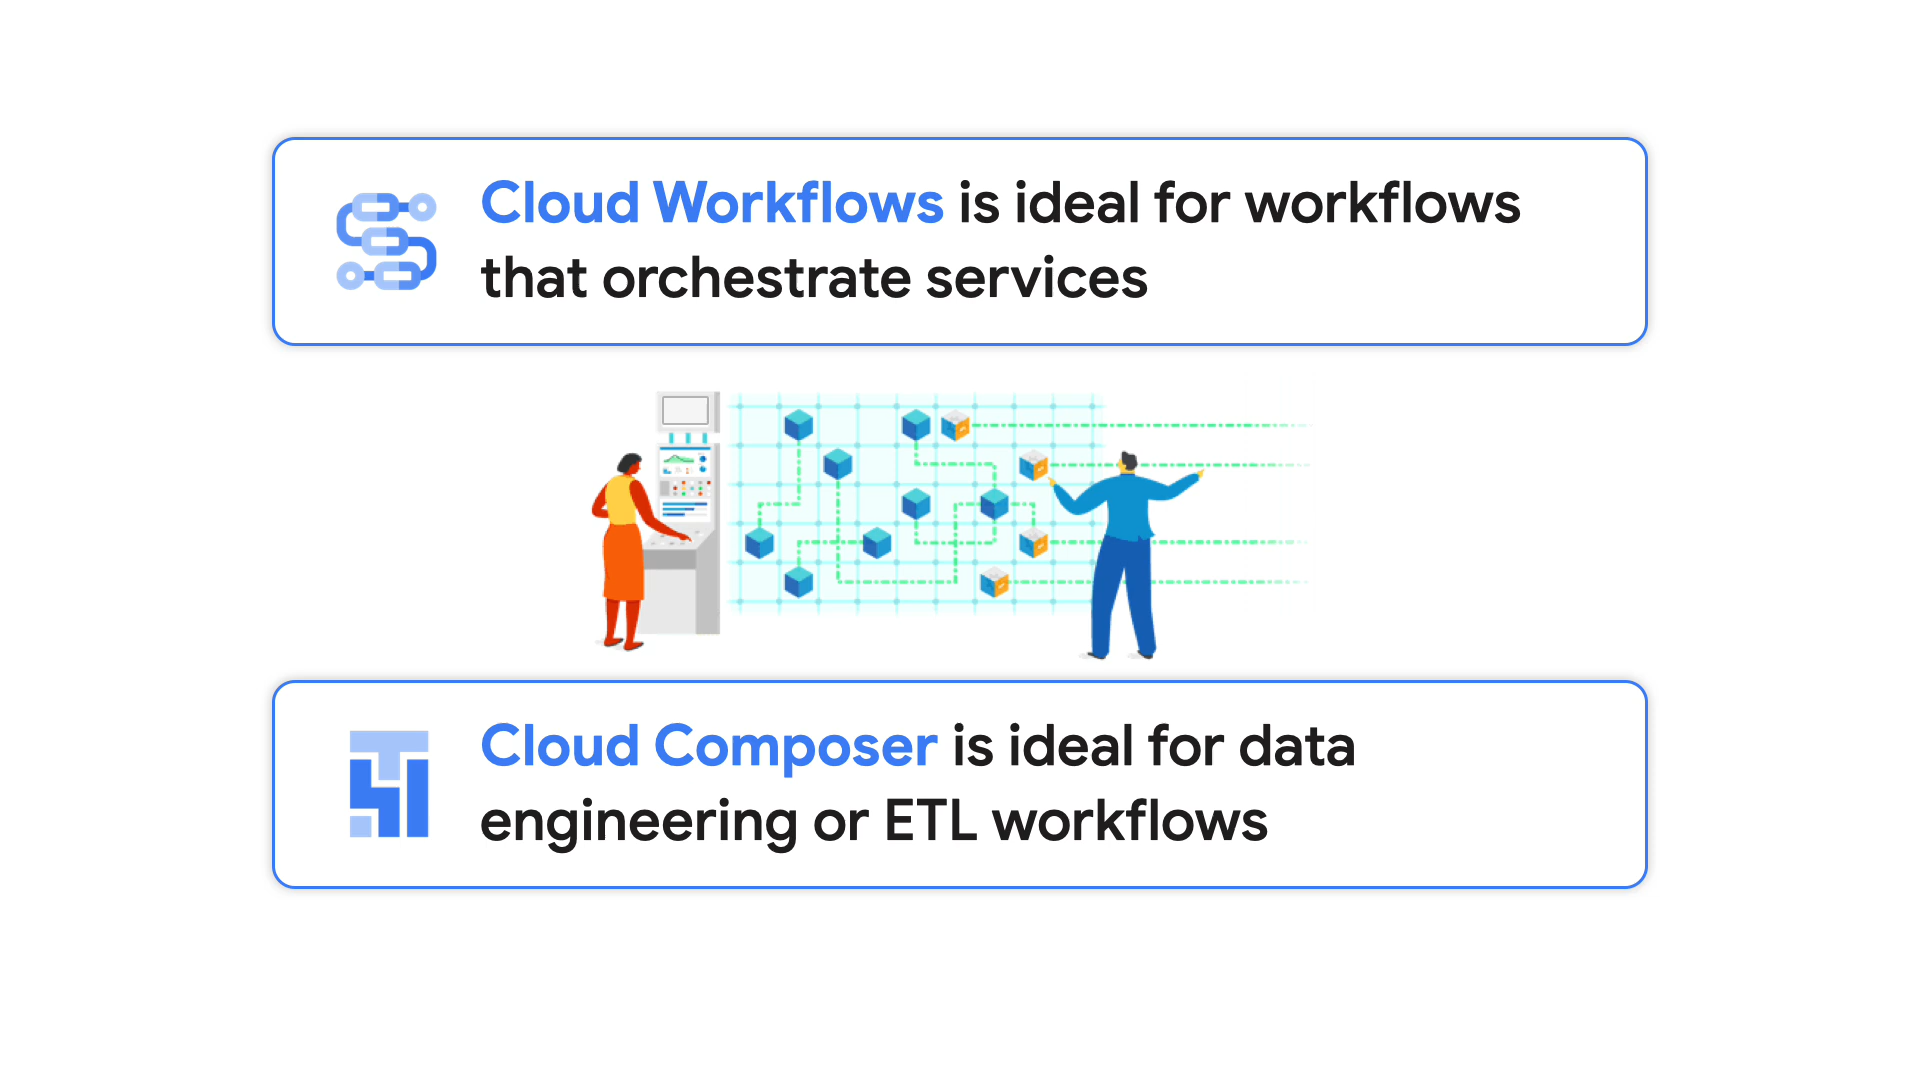 Cloud Workflows is ideal for workflows
that orchestrate services
Cloud Composer is ideal for data
engineering or ETL workflows